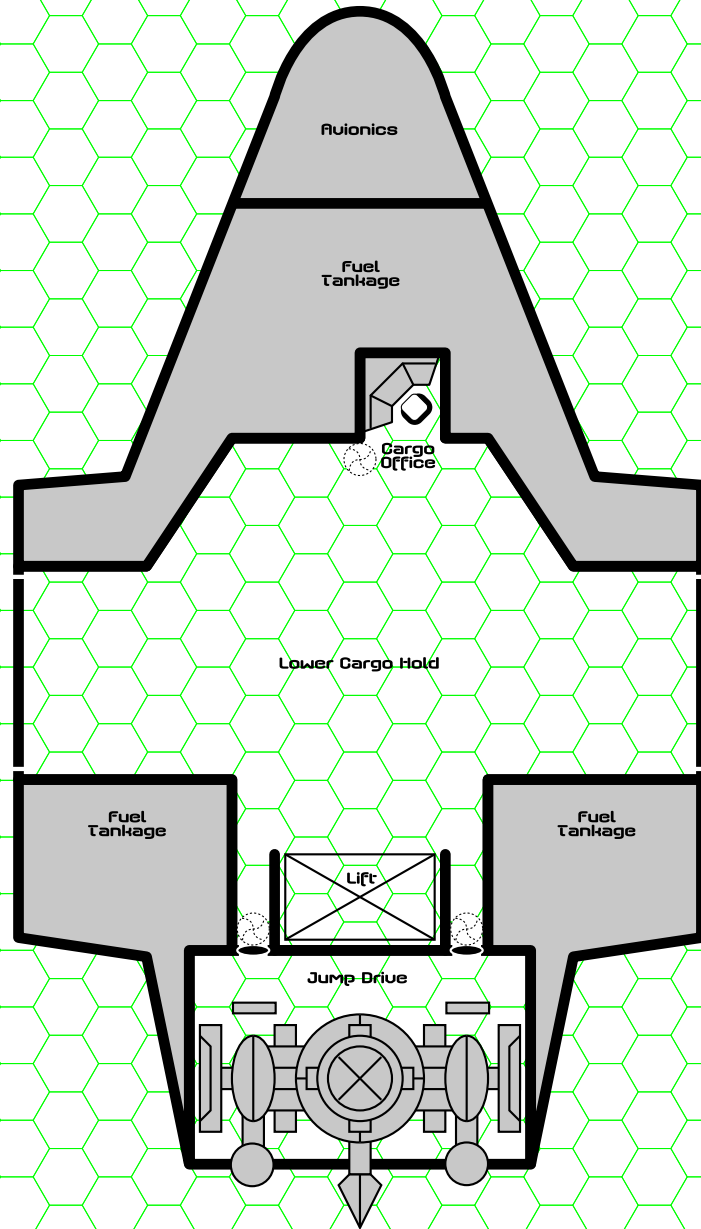 Avionics
Fuel
Tankage
Cargo
Office
Lower Cargo Hold
Fuel
Tankage
Fuel
Tankage
Lift
Jump Drive